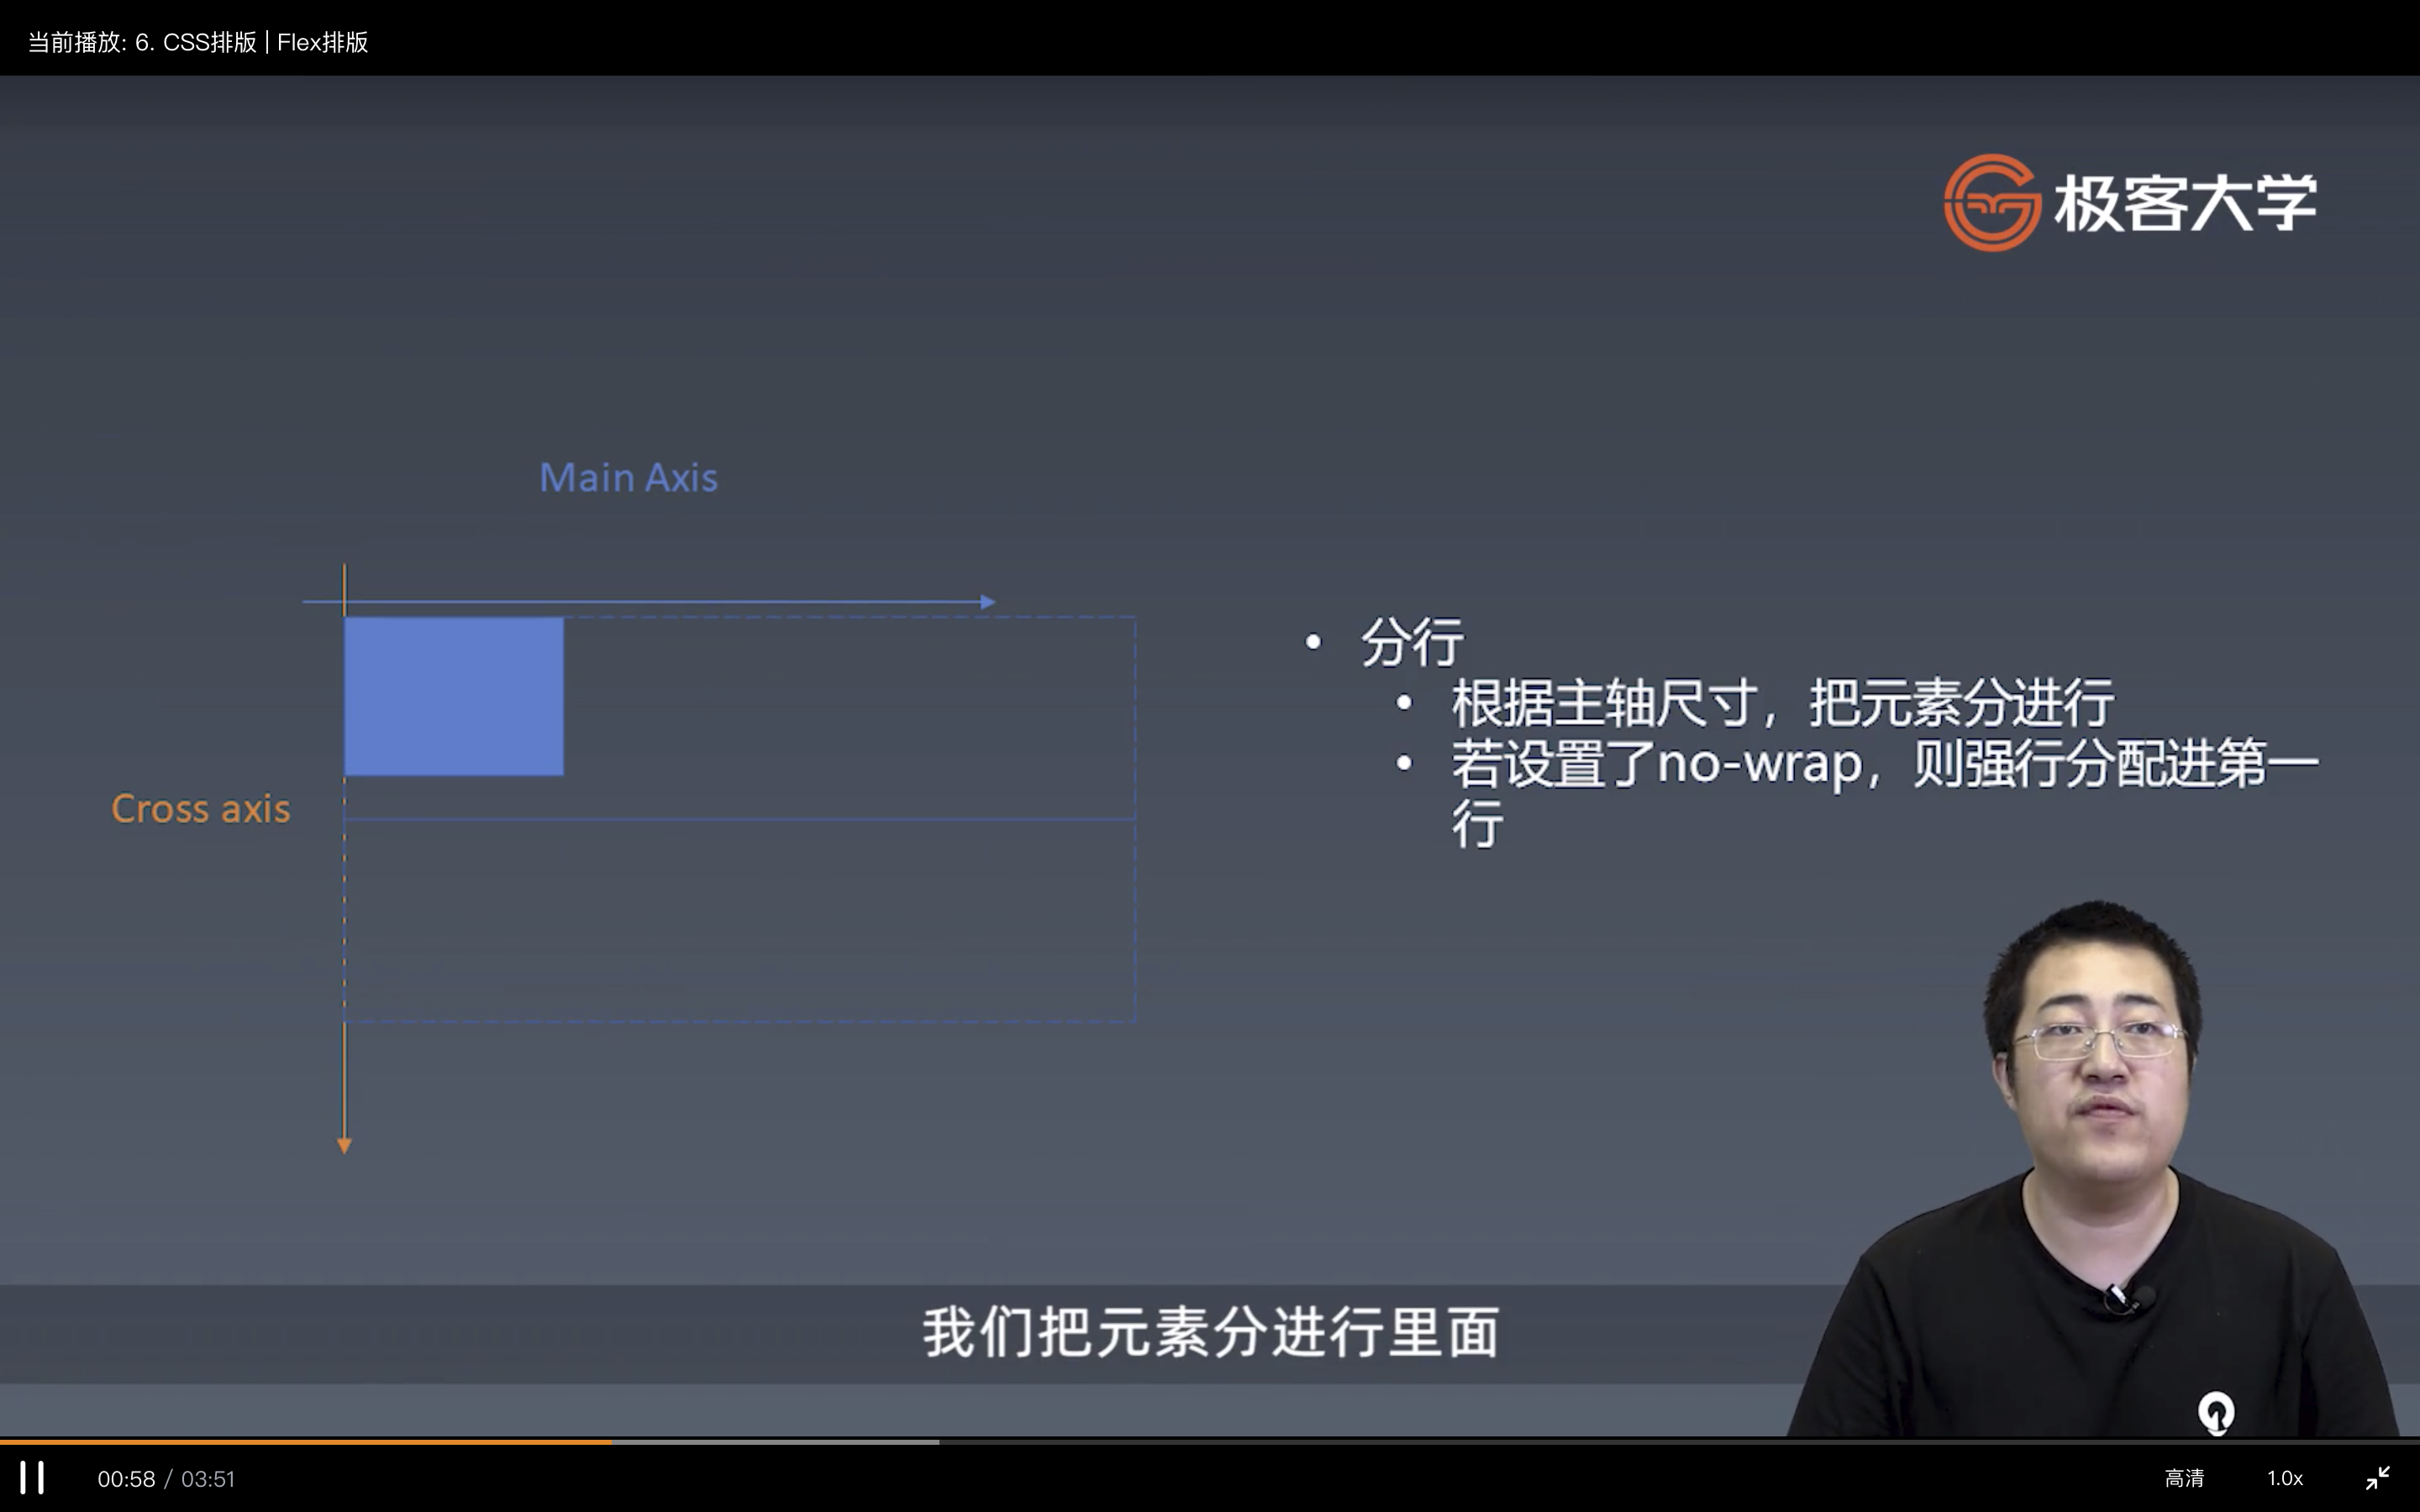 当前播放: 6. CSS排版 | Flex排版
极客大学
Main Axis
Cross axis
• 分行
• 根据主轴尺寸，把元素分进行
• 若设置了no-wrap，则强行分配进第一
行
我们把元素分进行里面
00:58 / 03:51
高清
1.0x